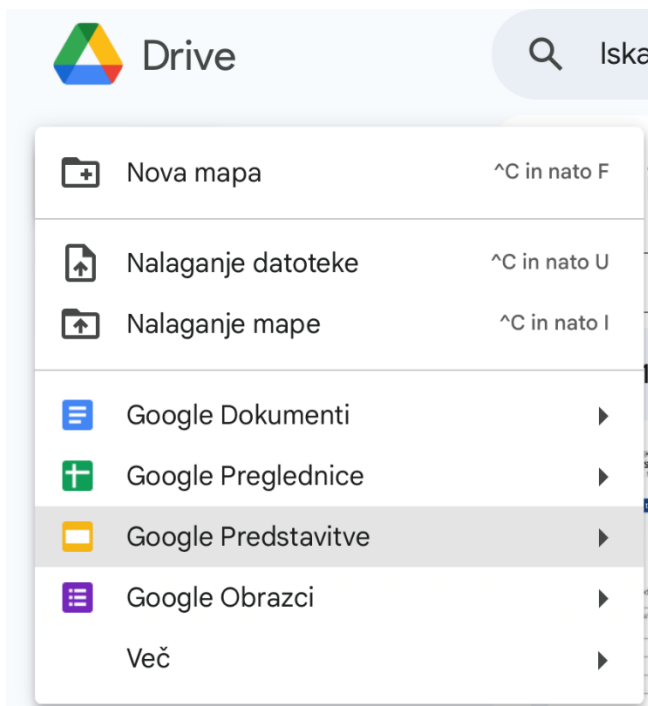 Drive
Nova mapa ^C in nato F
Nalaganje datoteke ^C in nato U
Nalaganje mape ^C in nato I
Google Dokumenti
Google Preglednice
Google Predstavitve
Google Obrazci
Več